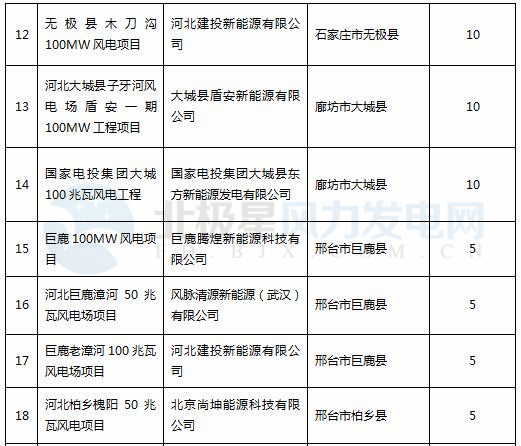 12
无极县木刀沟
100MW风电项目
河北建投新能源有限公
司
石家庄市无极县
10
13
河北大城县子牙河风
电场盾安一期
100MW工程项目
大城县盾安新能源有限
公司
廊坊市大城县
10
14
国家电投集团大城
100兆瓦风电工程
国家电投集团大城县东
方新能源发电有限公司
廊坊市大城县
10
15
巨鹿100MW风电项
目
巨鹿腾煌新能源科技有
限公司
邢台市巨鹿县
5
16
河北巨鹿漳河 50 兆
瓦风电场项目
风脉清源新能源（武汉）
有限公司
邢台市巨鹿县
5
17
巨鹿老漳河100兆瓦
风电场项目
河北建投新能源有限公
司
邢台市巨鹿县
5
18
河北柏乡槐阳 50 兆
瓦风电场项目
北京尚坤能源科技有限
公司
邢台市柏乡县
5
北极星风力发电网
FD.BJX.COM.CN